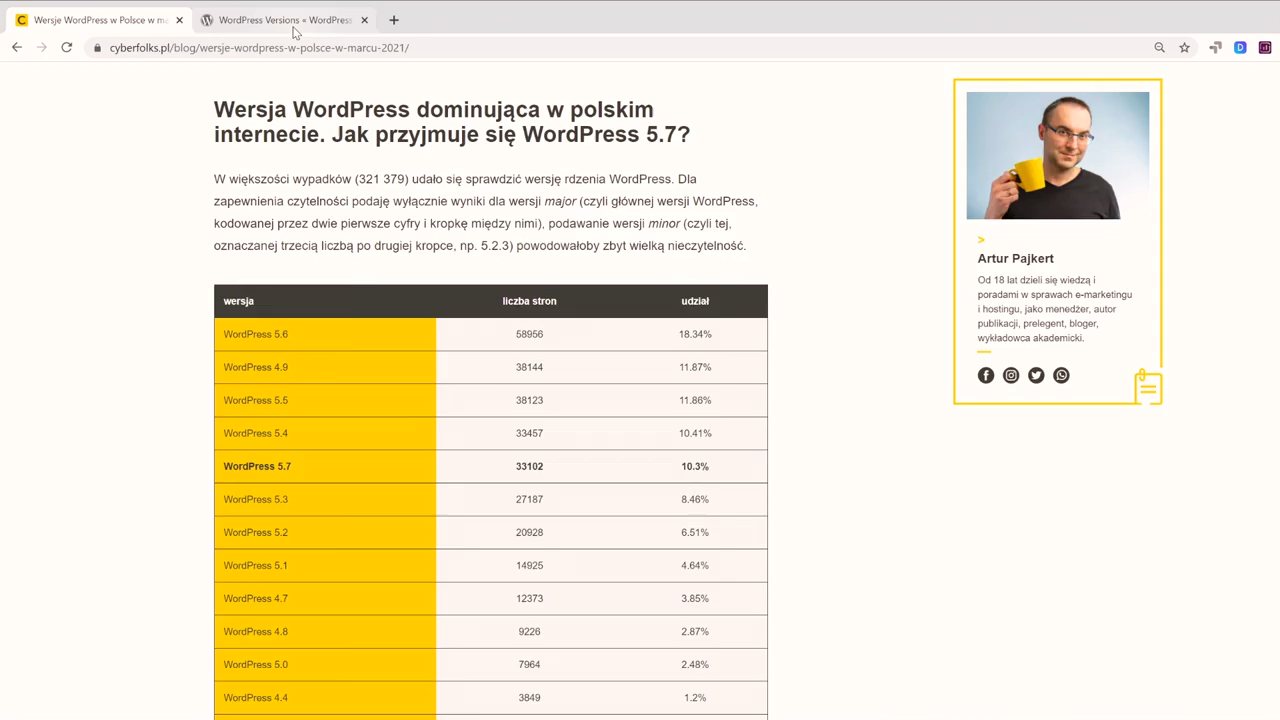 Wersje WordPress w Polsce w ma
WordPress Versions « WordPress
cyberfolks.pl/blog/wersje-wordpress-w-polsce-w-marcu-2021/
Wersja WordPress dominująca w polskim
internecie. Jak przyjmuje się WordPress 5.7?
W większości wypadków (321 379) udało się sprawdzić wersję rdzenia WordPress. Dla
zapewnienia czytelności podaję wyłącznie wyniki dla wersji major (czyli głównej wersji WordPress,
kodowanej przez dwie pierwsze cyfry i kropkę między nimi), podawanie wersji minor (czyli tej,
oznaczanej trzecią liczbą po drugiej kropce, np. 5.2.3) powodowałoby zbyt wielką nieczytelność.
wersja liczba stron udział
WordPress 5.6 58956 18.34%
WordPress 4.9 38144 11.87%
WordPress 5.5 38123 11.86%
WordPress 5.4 33457 10.41%
WordPress 5.7 33102 10.3%
WordPress 5.3 27187 8.46%
WordPress 5.2 20928 6.51%
WordPress 5.1 14925 4.64%
WordPress 4.7 12373 3.85%
WordPress 4.8 9226 2.87%
WordPress 5.0 7964 2.48%
WordPress 4.4 3849 1.2%
>
Artur Pajkert
Od 18 lat dzieli się wiedzą i
poradami w sprawach e-marketingu
i hostingu, jako menedżer, autor
publikacji, prelegent, bloger,
wykładowca akademicki.